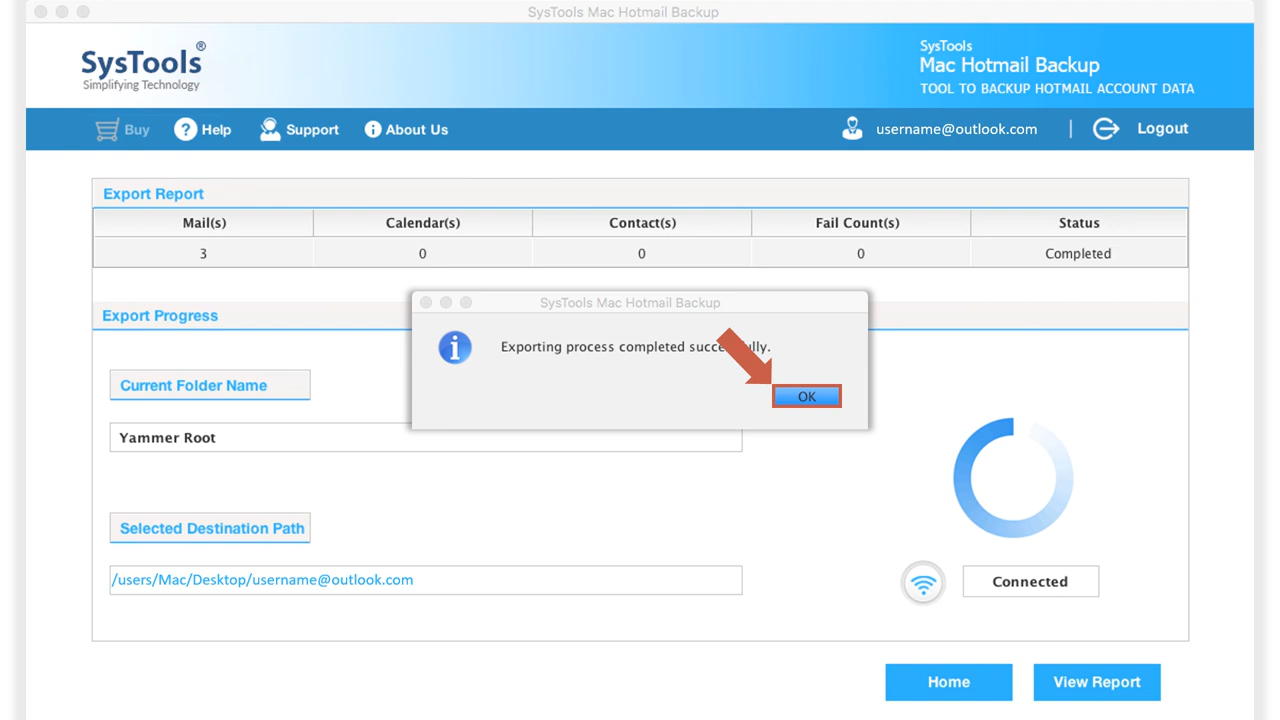 SysTools Mac Hotmail Backup
SysTools®
Simplifying Technology
SysTools
Mac Hotmail Backup
TOOL TO BACKUP HOTMAIL ACCOUNT DATA
Buy Help Support About Us username@outlook.com | Logout
Export Report
Mail(s) Calendar(s) Contact(s) Fail Count(s) Status
3 0 0 0 Completed
Export Progress
SysTools Mac Hotmail Backup
Exporting process completed successfully.
OK
Current Folder Name
Yammer Root
Selected Destination Path
/users/Mac/Desktop/username@outlook.com
Connected
Home View Report